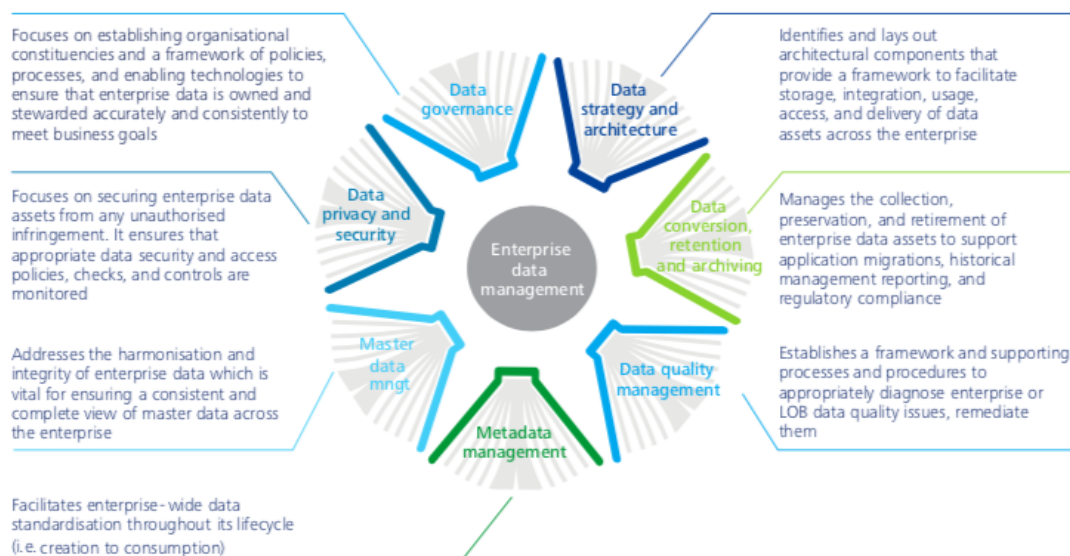 Focuses on establishing organisational
constituencies and a framework of policies,
processes, and enabling technologies to
ensure that enterprise data is owned and
stewarded accurately and consistently to
meet business goals
Data
governance
Data
strategy and
architecture
Identifies and lays out
architectural components that
provide a framework to facilitate
storage, integration, usage,
access, and delivery of data
assets across the enterprise
Focuses on securing enterprise data
assets from any unauthorised
infringement. It ensures that
appropriate data security and access
policies, checks, and controls are
monitored
Data
privacy and
security
Enterprise
data
management
Data
conversion,
retention
and archiving
Manages the collection,
preservation, and retirement of
enterprise data assets to support
application migrations, historical
management reporting, and
regulatory compliance
Addresses the harmonisation and
integrity of enterprise data which is
vital for ensuring a consistent and
complete view of master data across
the enterprise
Master
data
mngt
Metadata
management
Data quality
management
Establishes a framework and supporting
processes and procedures to
appropriately diagnose enterprise or
LOB data quality issues, remediate
them
Facilitates enterprise-wide data
standardisation throughout its lifecycle
(i.e. creation to consumption)